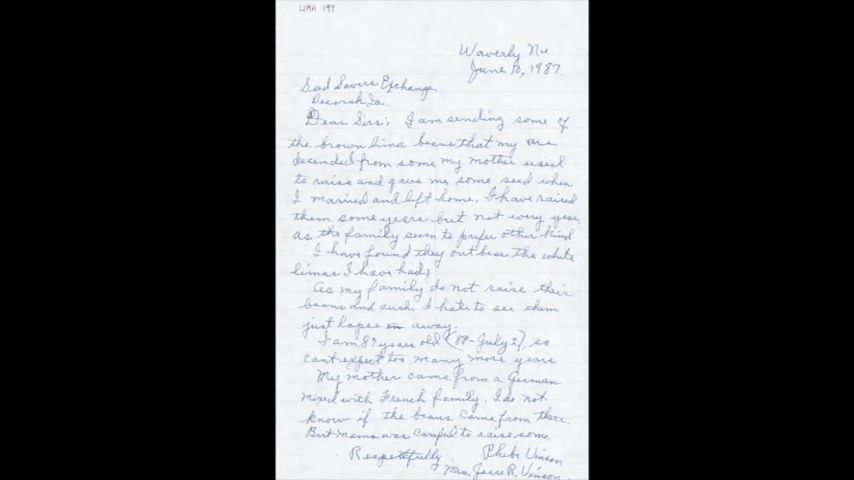 LIMA 199
Waverly Ne.
June 10, 1987.
Seed Savers Exchange,
Decorah, Ia.
Dear Sirs; I am sending some of
the brown lima beans that my are
decended from some my mother used
to raise and gave me some seed when
I married and left home. I have raised
them some years but not every year,
as the family seem to prefer other kind
I have found they out bear the white
limas I have had.
As my family do not raise their
beans and such I hate to see them
just lapse away.
I am 87 years old (88 - July 2), so
cant expect too many more years
My mother came from a German
mixed with French family. I do not
know if the beans came from there
But Mama was careful to raise some
Respectfully Phebe Vinson
Mrs. Jesse R. Vinson.